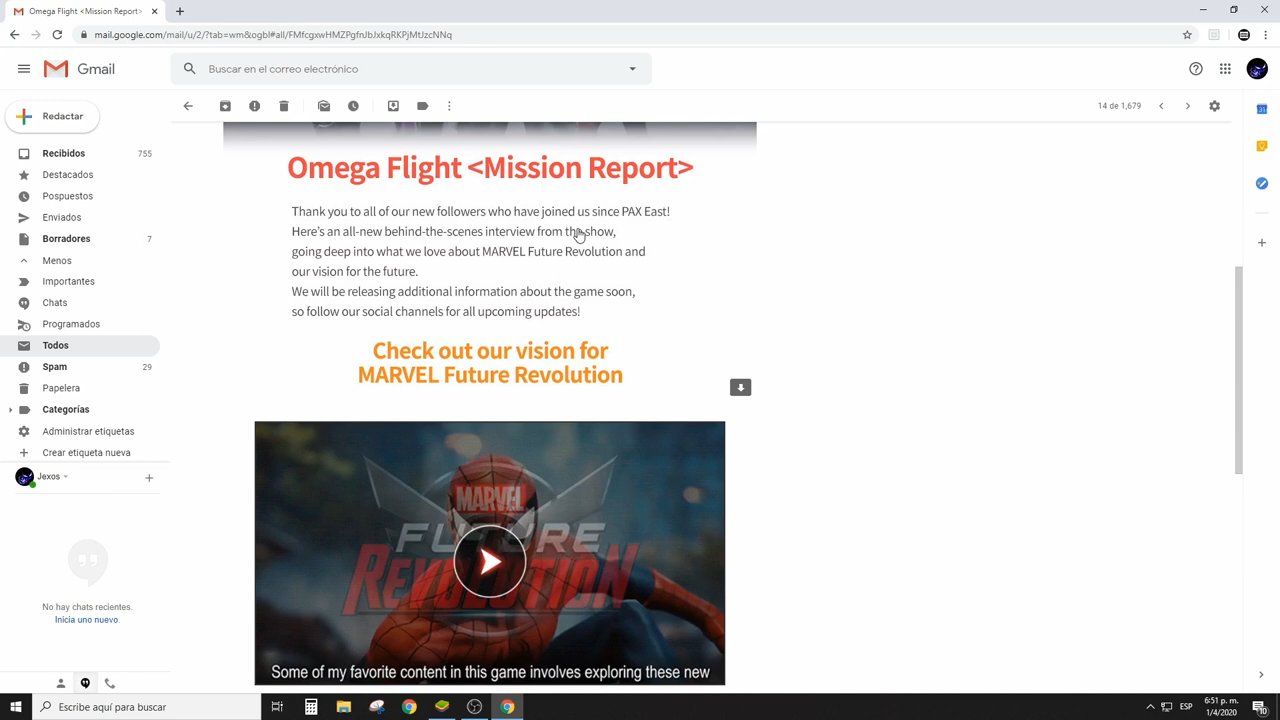 Omega Flight <Mission Report>
mail.google.com/mail/u/2/?tab=wm&ogbl#all/FMfcgxwHMZPgfnJbJxkqRKPjMtJzcNNq
Gmail
Buscar en el correo electrónico
Redactar
14 de 1,679
Recibidos 755
Destacados
Pospuestos
Enviados
Borradores 7
Menos
Importantes
Chats
Programados
Todos
Spam 29
Papelera
Categorías
Administrar etiquetas
Crear etiqueta nueva
Jexos
No hay chats recientes.
Inicia uno nuevo.
Omega Flight <Mission Report>
Thank you to all of our new followers who have joined us since PAX East!
Here's an all-new behind-the-scenes interview from the show,
going deep into what we love about MARVEL Future Revolution and
our vision for the future.
We will be releasing additional information about the game soon,
so follow our social channels for all upcoming updates!
Check out our vision for
MARVEL Future Revolution
MARVEL
FUTURE
REVOLUTION
Some of my favorite content in this game involves exploring these new
Escribe aquí para buscar
ESP
6:51 p. m.
1/4/2020
10